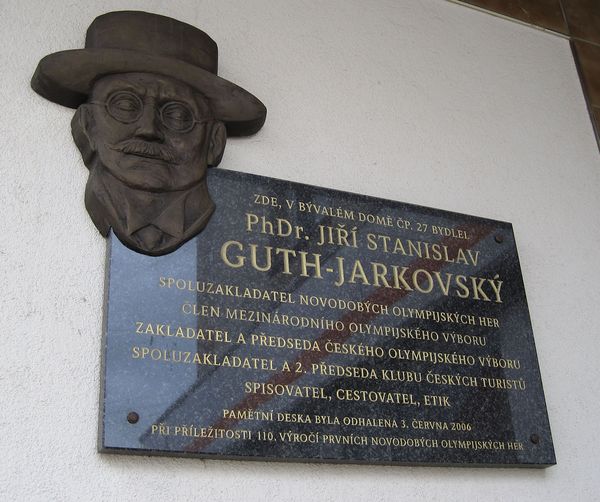 ZDE, V BÝVALÉM DOMĚ ČP. 27 BYDLEL
PhDr. JIŘÍ STANISLAV
GUTH-JARKOVSKÝ
SPOLUZAKLADATEL NOVODOBÝCH OLYMPIJSKÝCH HER
ČLEN MEZINÁRODNÍHO OLYMPIJSKÉHO VÝBORU
ZAKLADATEL A PŘEDSEDA ČESKÉHO OLYMPIJSKÉHO VÝBORU
SPOLUZAKLADATEL A 2. PŘEDSEDA KLUBU ČESKÝCH TURISTŮ
SPISOVATEL, CESTOVATEL, ETIK
PAMĚTNÍ DESKA BYLA ODHALENA 3. ČERVNA 2006
PŘI PŘÍLEŽITOSTI 110. VÝROČÍ PRVNÍCH NOVODOBÝCH OLYMPIJSKÝCH HER